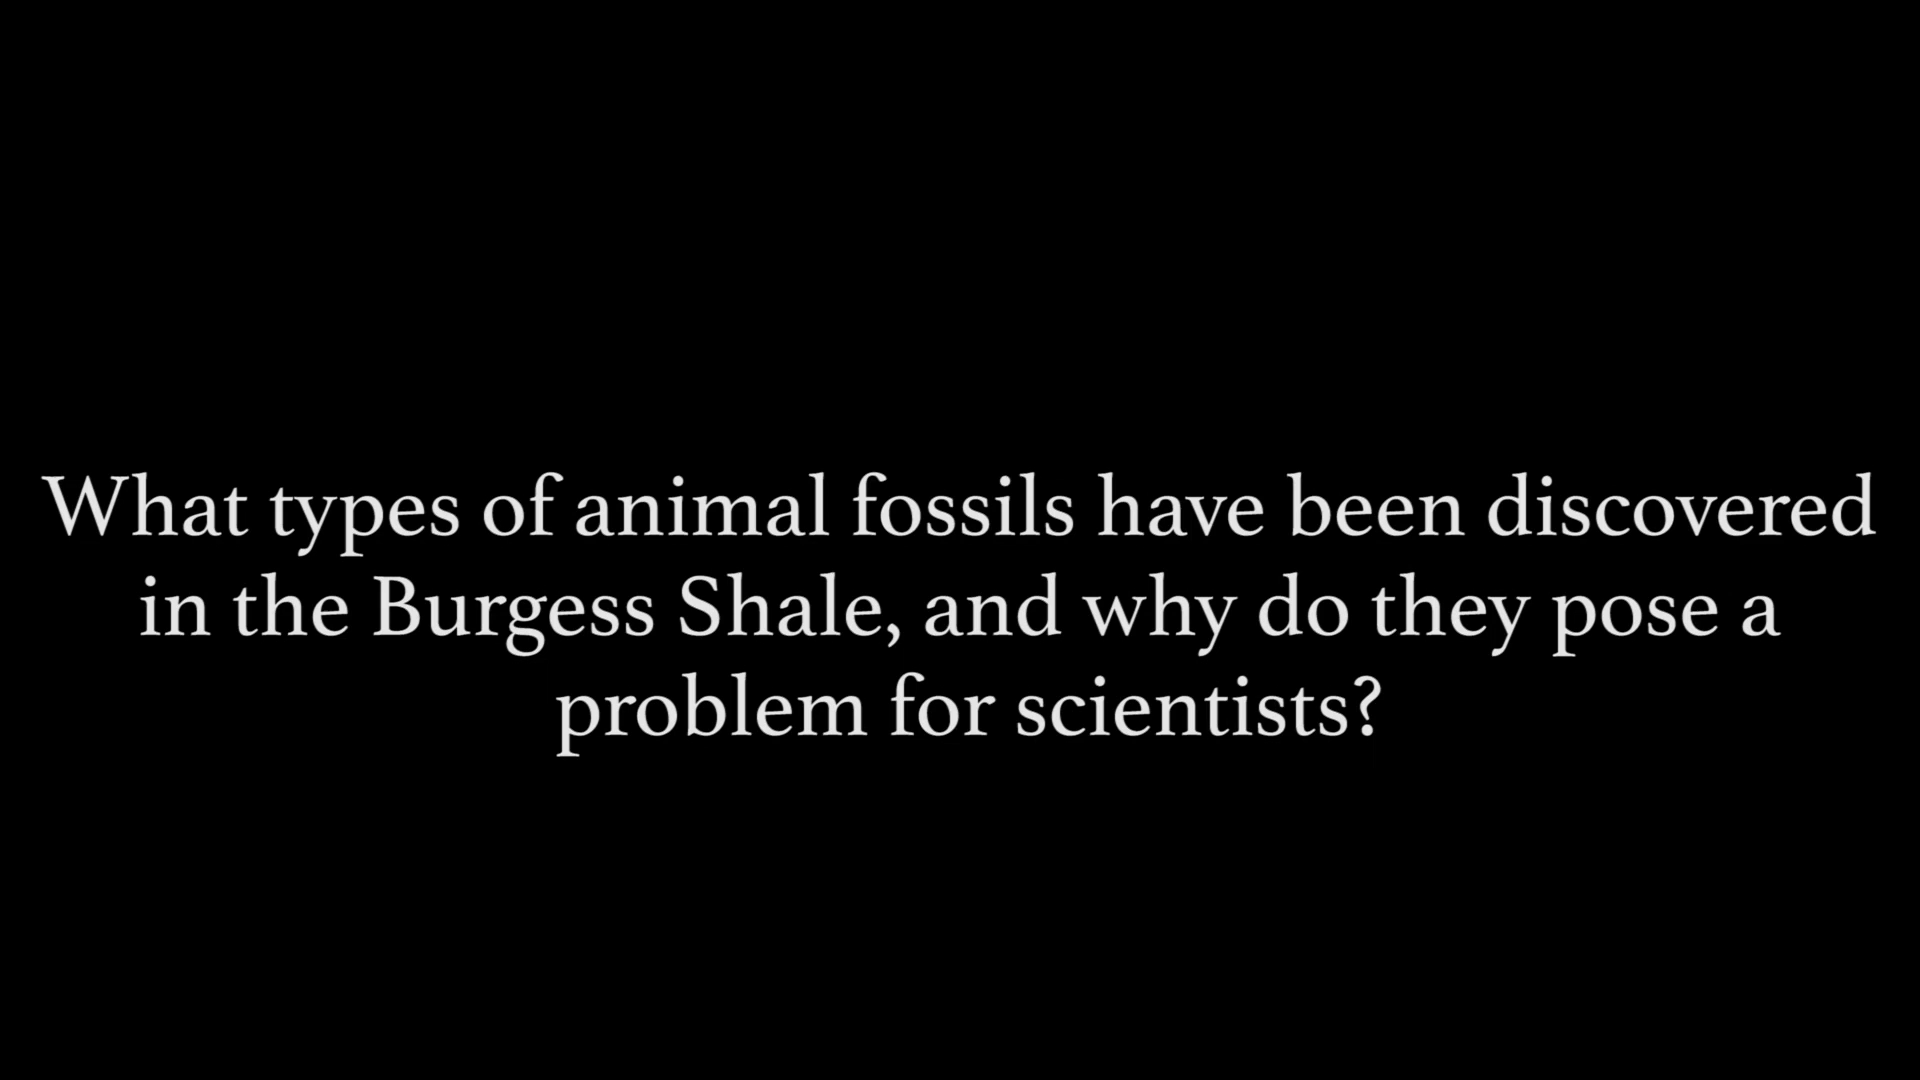 What types of animal fossils have been discovered
in the Burgess Shale, and why do they pose a
problem for scientists?